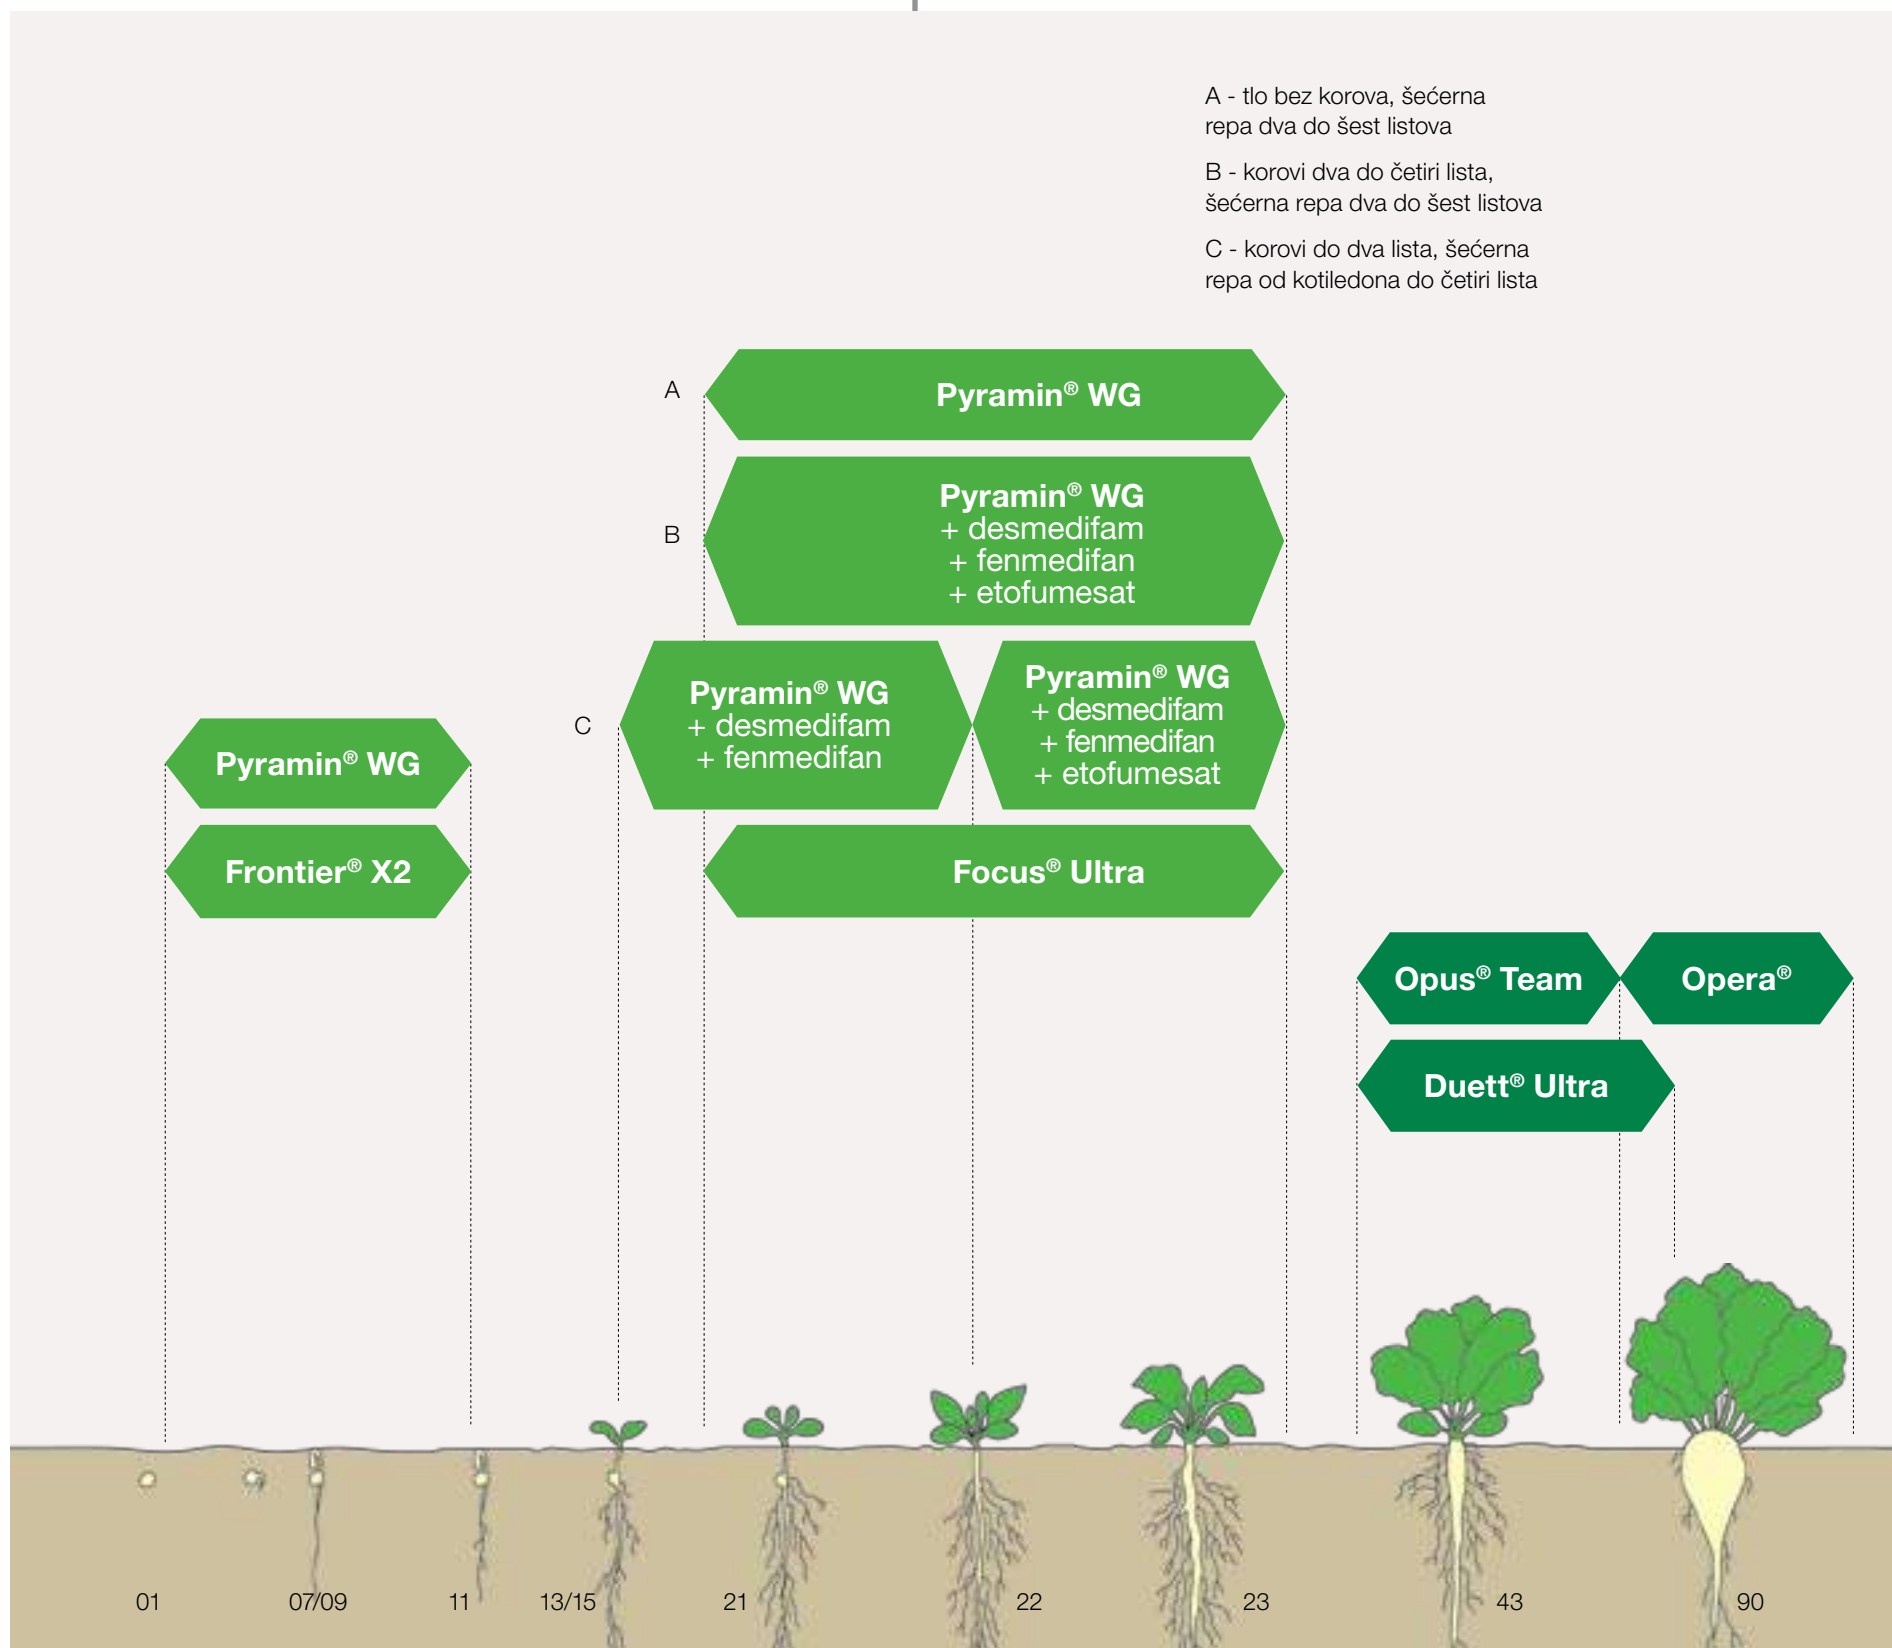 A - tlo bez korova, šećerna
repa dva do šest listova
B - korovi dva do četiri lista,
šećerna repa dva do šest listova
C - korovi do dva lista, šećerna
repa od kotiledona do četiri lista
A
Pyramin® WG
B
Pyramin® WG
+ desmedifam
+ fenmedifan
+ etofumesat
C
Pyramin® WG
+ desmedifam
+ fenmedifan
Pyramin® WG
+ desmedifam
+ fenmedifan
+ etofumesat
Pyramin® WG
Frontier® X2
Focus® Ultra
Opus® Team
Opera®
Duett® Ultra
01 07/09 11 13/15 21 22 23 43 90